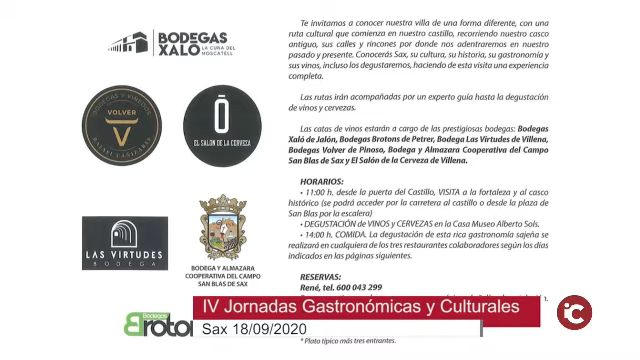 BODEGAS
XALÓ
LA CUNA DEL
MOSCATELL
BODEGAS Y VIÑEDOS
VOLVER
RAFAEL CAÑIZARES
Ō
EL SALON DE LA CERVEZA
LAS VIRTUDES
BODEGA
BODEGA Y ALMAZARA
COOPERATIVA DEL CAMPO
SAN BLAS DE SAX
Bodegas
Broton
Te invitamos a conocer nuestra villa de una forma diferente, con una
ruta cultural que comienza en nuestro castillo, recorriendo nuestro casco
antiguo, sus calles y rincones por donde nos adentraremos en nuestro
pasado y presente. Conocerás Sax, su cultura, su historia, su gastronomía y
sus vinos, incluso los degustaremos, haciendo de esta visita una experiencia
completa.
Las rutas irán acompañadas por un experto guía hasta la degustación
de vinos y cervezas.
Las catas de vinos estarán a cargo de las prestigiosas bodegas: Bodegas
Xaló de Jalón, Bodegas Brotons de Petrer, Bodega Las Virtudes de Villena,
Bodegas Volver de Pinoso, Bodega y Almazara Cooperativa del Campo
San Blas de Sax y El Salón de la Cerveza de Villena.
HORARIOS:
• 11:00 h. desde la puerta del Castillo, VISITA a la fortaleza y al casco
histórico (se podrá acceder por la carretera al castillo o desde la plaza de
San Blas por la escalera)
• DEGUSTACIÓN DE VINOS Y CERVEZAS en la Casa Museo Alberto Sols.
• 14:00 h. COMIDA. La degustación de esta rica gastronomía sajeña se
realizará en cualquiera de los tres restaurantes colaboradores según los días
indicados en las páginas siguientes.
RESERVAS:
René, tel. 600 043 299
IV Jornadas Gastronómicas y Culturales
Sax 18/09/2020
* Plato típico más tres entrantes.
iC